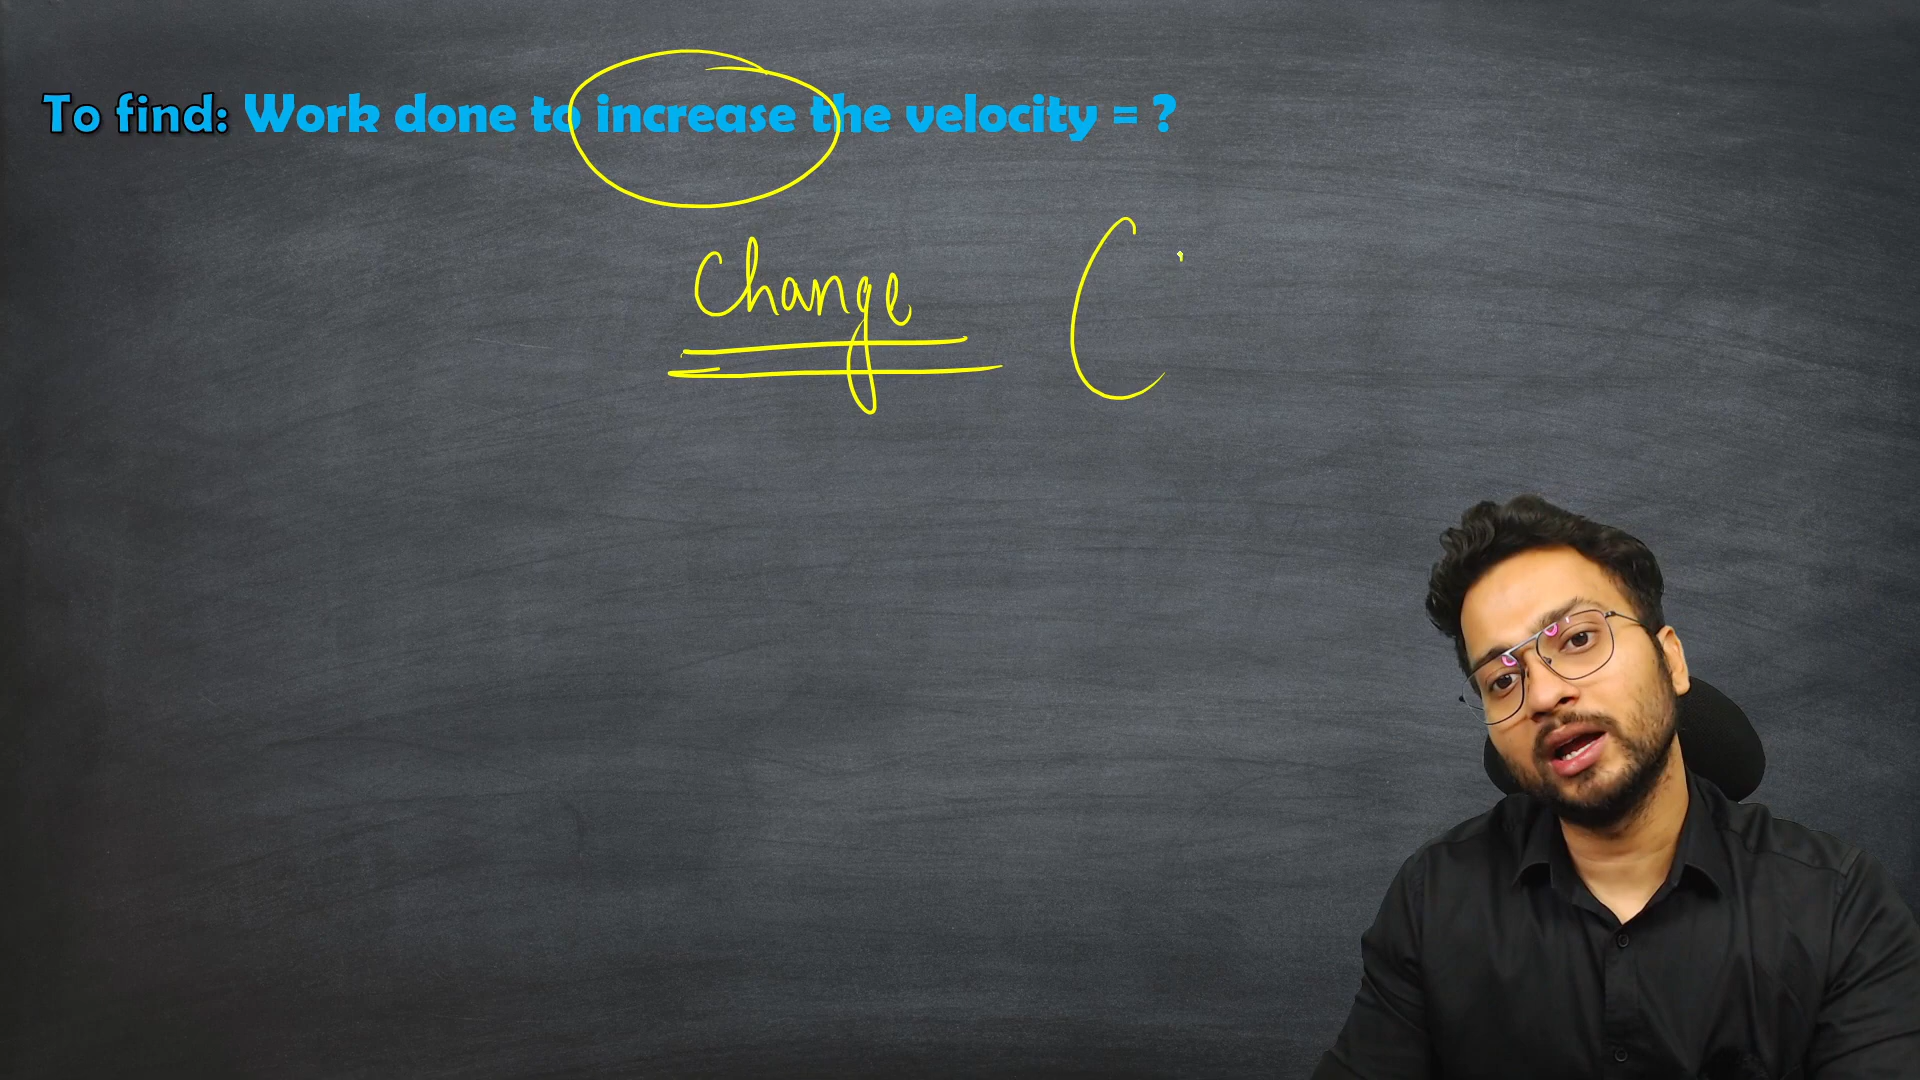 To find: Work done to increase the velocity = ?
Change (